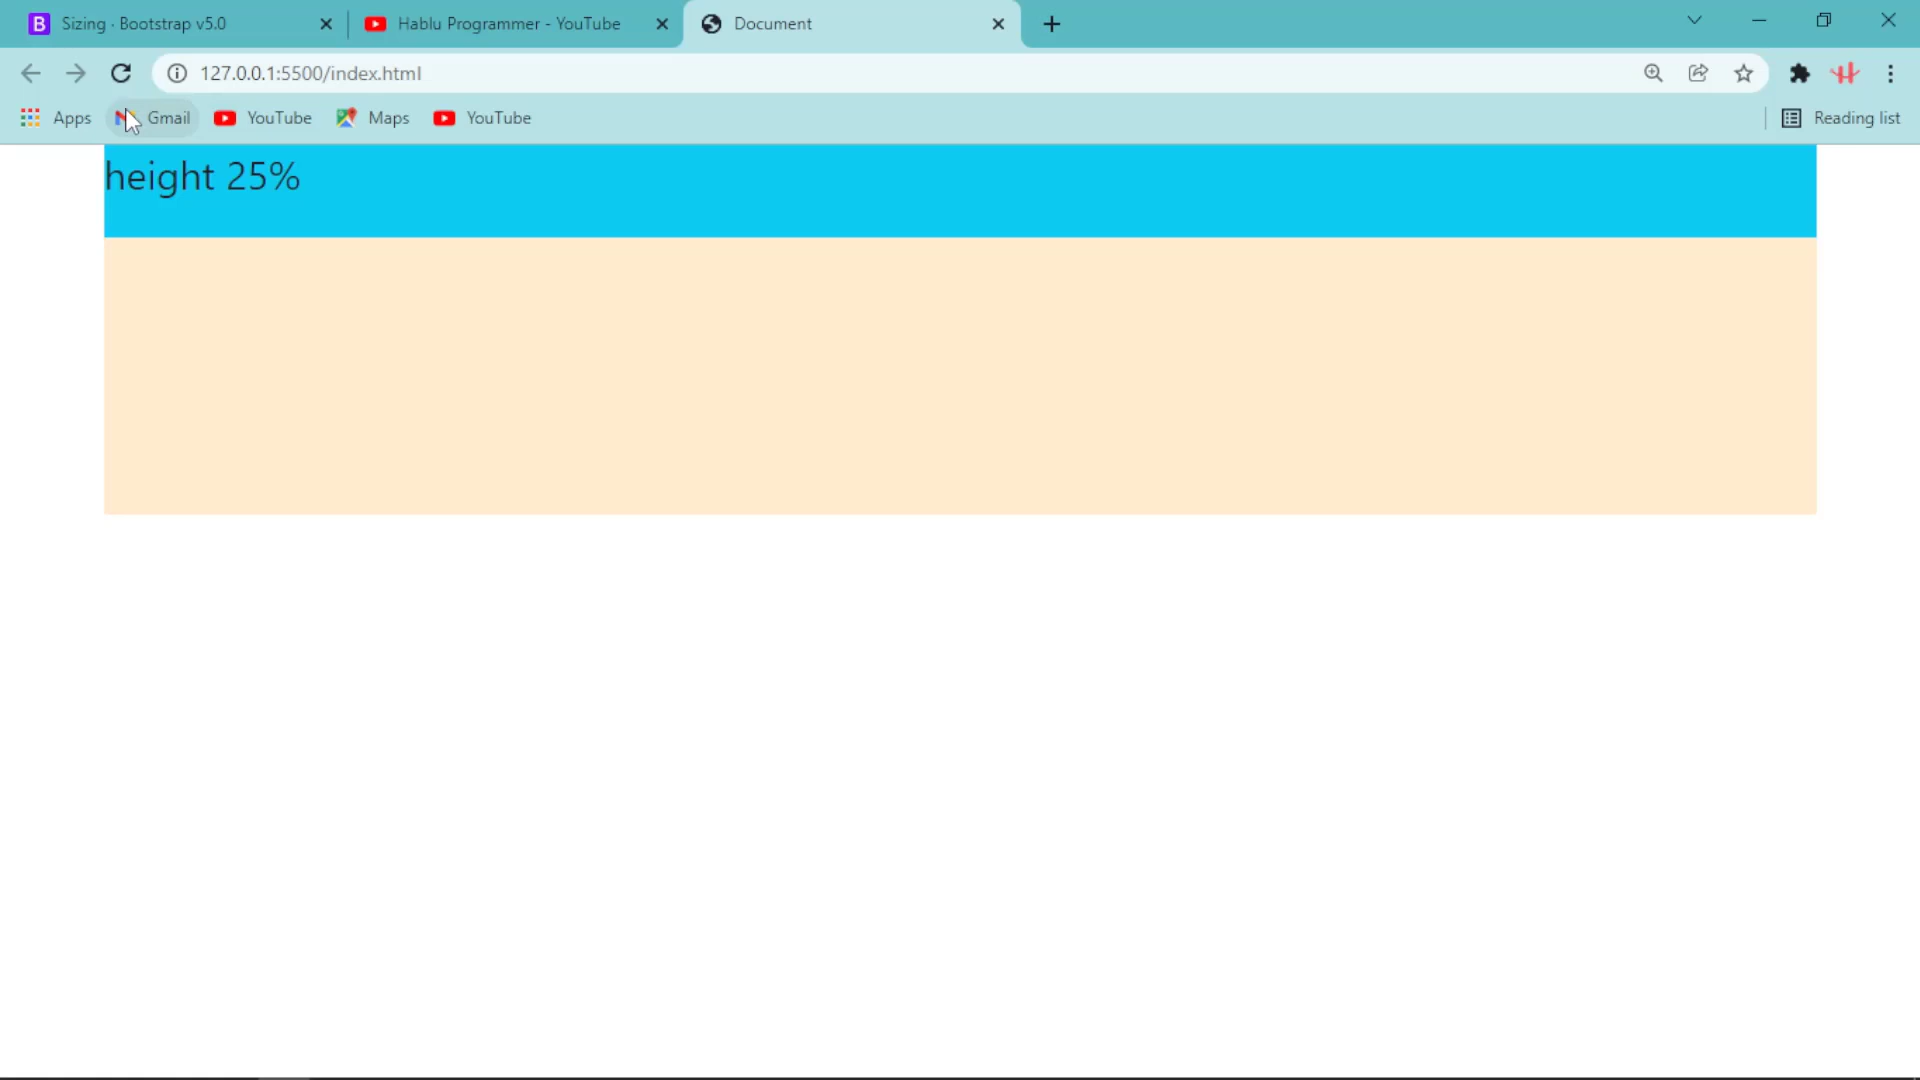 Sizing · Bootstrap v5.0
Hablu Programmer - YouTube
Document
127.0.0.1:5500/index.html
Apps
Gmail
YouTube
Maps
YouTube
Reading list
height 25%